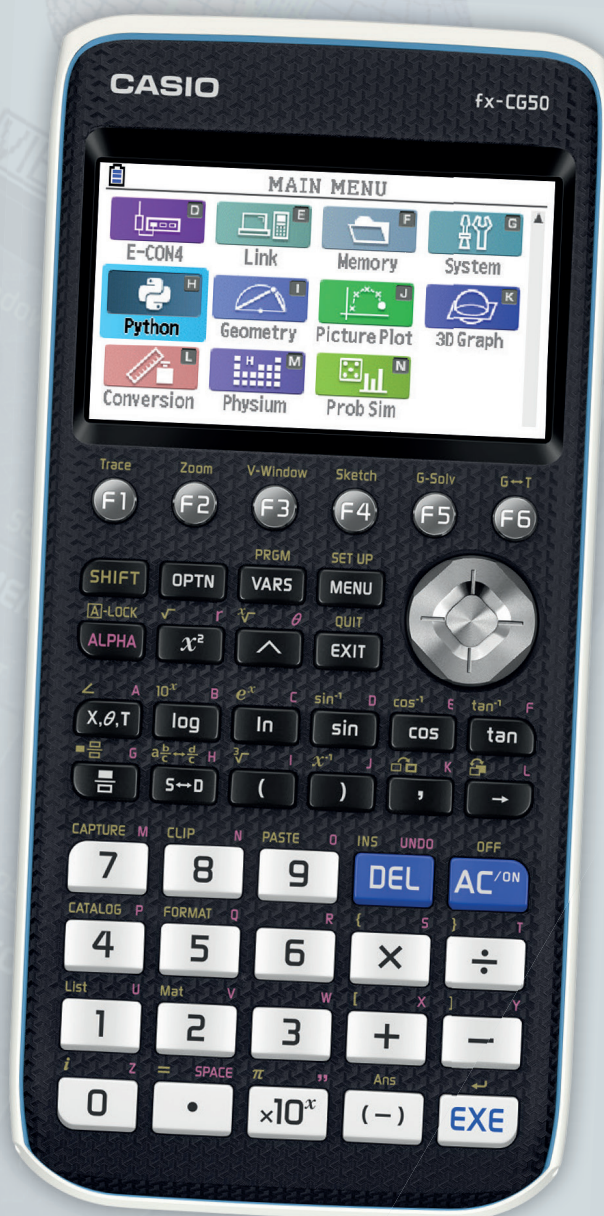 CASIO
fx-CG50
MAIN MENU
D E F G
E-CON4 Link Memory System
H I J K
Python Geometry Picture Plot 3D Graph
L H M N
Conversion Physium Prob Sim
Trace Zoom V-Window Sketch G-Solv G↔T
F1 F2 F3 F4 F5 F6
PRGM SET UP
SHIFT OPTN VARS MENU
A-LOCK √ r ˣ√ θ QUIT
ALPHA x² ^ EXIT
∠ A 10ˣ B eˣ C sin⁻¹ D cos⁻¹ E tan⁻¹ F
X,θ,T log ln sin cos tan
G a b/c↔d/c H ³√ I x⁻¹ J K L
S↔D ( ) , →
CAPTURE M CLIP N PASTE O INS UNDO OFF
7 8 9 DEL AC/ON
CATALOG P FORMAT Q R { S } T
4 5 6 × ÷
List U Mat V W [ X ] Y
1 2 3 + −
i Z = SPACE π " Ans ↵
0 • ×10ˣ (−) EXE